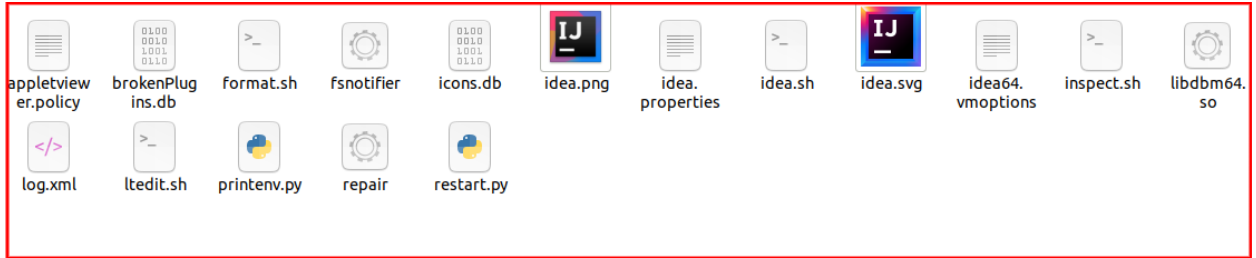 appletview brokenPlug format.sh fsnotifier icons.db idea.png idea. idea.sh idea.svg idea64. inspect.sh libdbm64.
er.policy ins.db properties vmoptions so
log.xml ltedit.sh printenv.py repair restart.py